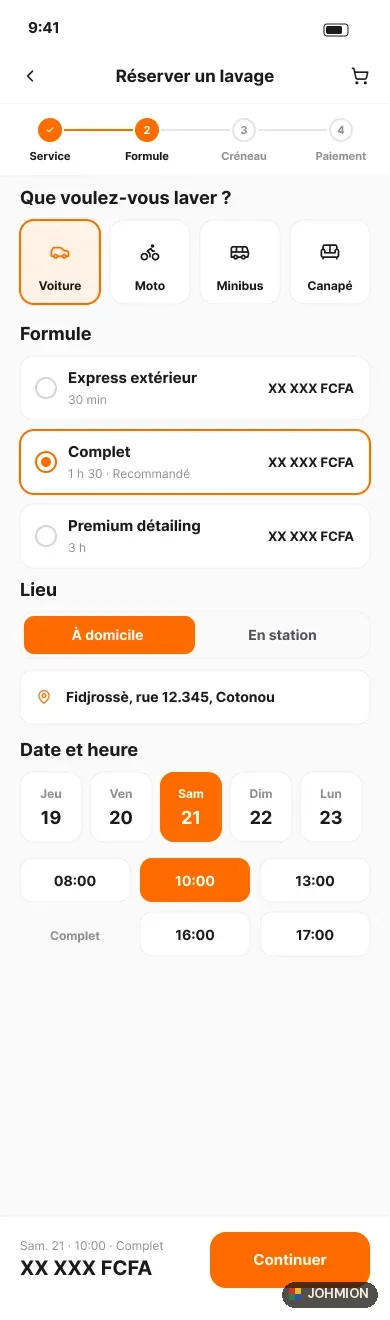 9:41
Réserver un lavage
2
3
4
Service
Formule
Créneau
Paiement
Que voulez-vous laver ?
Voiture
Moto
Minibus
Canapé
Formule
Express extérieur
30 min
XX XXX FCFA
Complet
1 h 30 · Recommandé
XX XXX FCFA
Premium détailing
3 h
XX XXX FCFA
Lieu
À domicile
En station
Fidjrossè, rue 12.345, Cotonou
Date et heure
Jeu
19
Ven
20
Sam
21
Dim
22
Lun
23
08:00
10:00
13:00
Complet
16:00
17:00
Sam. 21 · 10:00 · Complet
XX XXX FCFA
Continuer
JOHMION